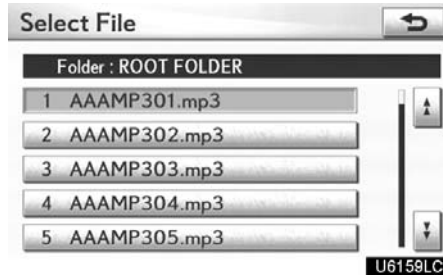 Select File
Folder : ROOT FOLDER
1 AAAMP301.mp3
2 AAAMP302.mp3
3 AAAMP303.mp3
4 AAAMP304.mp3
5 AAAMP305.mp3
U6159LC